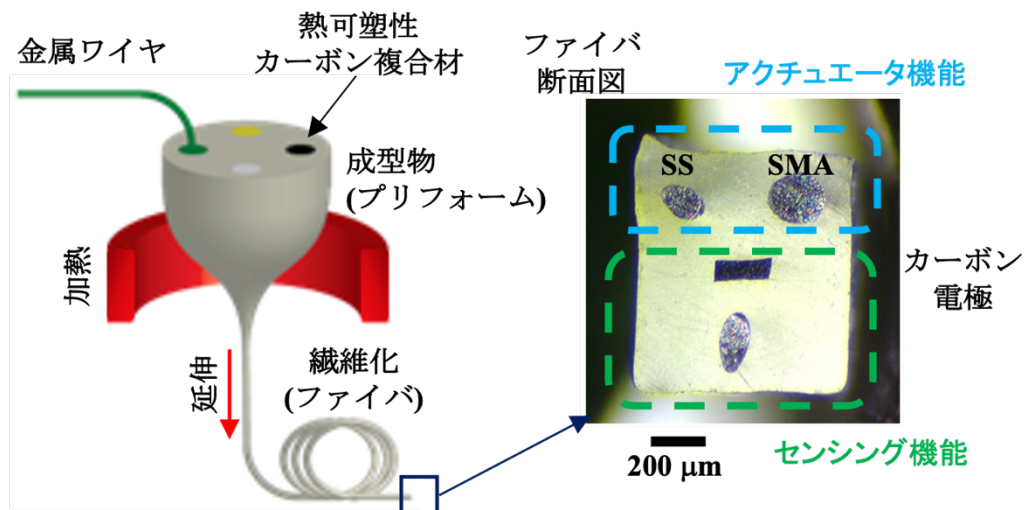 金属ワイヤ
熱可塑性
カーボン複合材
成型物
(プリフォーム)
加熱
延伸
繊維化
(ファイバ)
ファイバ
断面図
アクチュエータ機能
SS
SMA
カーボン
電極
200 μm
センシング機能